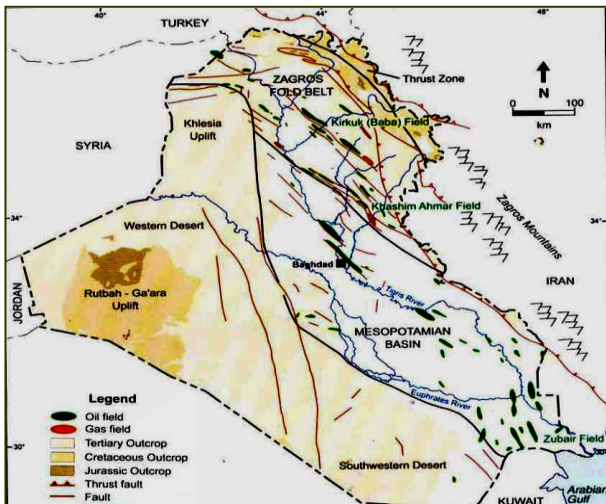 40°
44°
48°
TURKEY
Thrust Zone
ZAGROS
FOLD BELT
N
0 100
km
Khlesia
Uplift
Kirkuk (Baba) Field
SYRIA
Khashim Ahmar Field
Zagros Mountains
34°
34°
Western Desert
Baghdad
IRAN
Rutbah - Ga'ara
Uplift
Tigris River
JORDAN
MESOPOTAMIAN
BASIN
Euphrates River
Legend
Oil field
Gas field
Tertiary Outcrop
Cretaceous Outcrop
Jurassic Outcrop
Thrust fault
Fault
30°
Zubair Field
30°
Southwestern Desert
KUWAIT
Arabian
Gulf